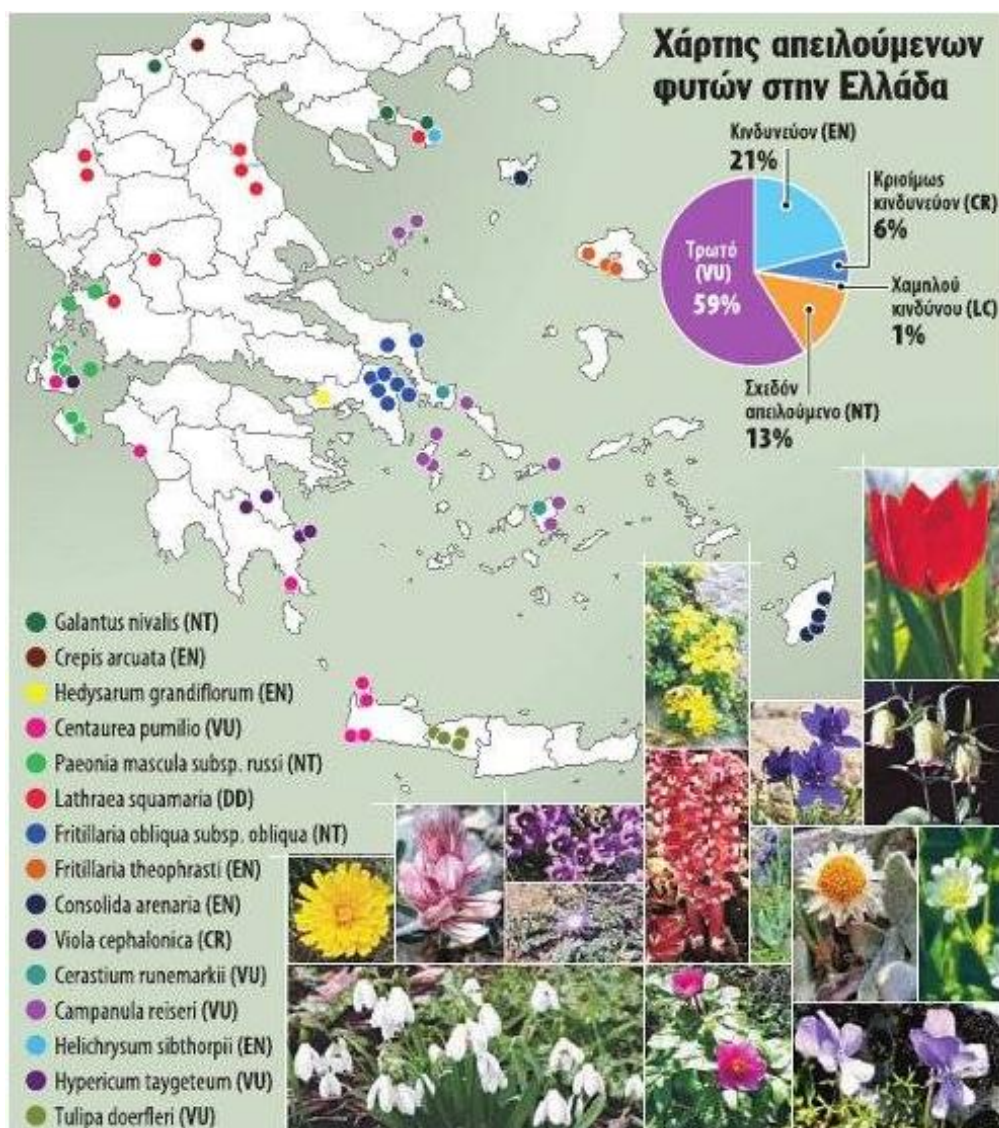 Χάρτης απειλούμενων
φυτών στην Ελλάδα
Κινδυνεύον (EN)
21%
Κρισίμως
κινδυνεύον (CR)
6%
Τρωτό
(VU)
59%
Χαμηλού
κινδύνου (LC)
1%
Σχεδόν
απειλούμενο (NT)
13%
Galantus nivalis (NT)
Crepis arcuata (EN)
Hedysarum grandiflorum (EN)
Centaurea pumilio (VU)
Paeonia mascula subsp. russi (NT)
Lathraea squamaria (DD)
Fritillaria obliqua subsp. obliqua (NT)
Fritillaria theophrasti (EN)
Consolida arenaria (EN)
Viola cephalonica (CR)
Cerastium runemarkii (VU)
Campanula reiseri (VU)
Helichrysum sibthorpii (EN)
Hypericum taygeteum (VU)
Tulipa doerfleri (VU)